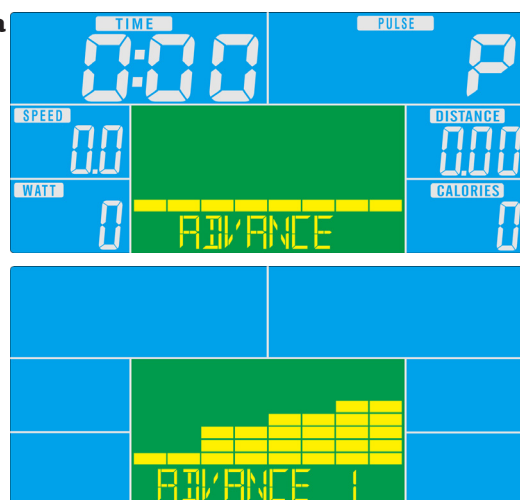 a
TIME PULSE
0:00 P
SPEED DISTANCE
0.0 0.00
WATT CALORIES
0 0
ADVANCE
ADVANCE 1